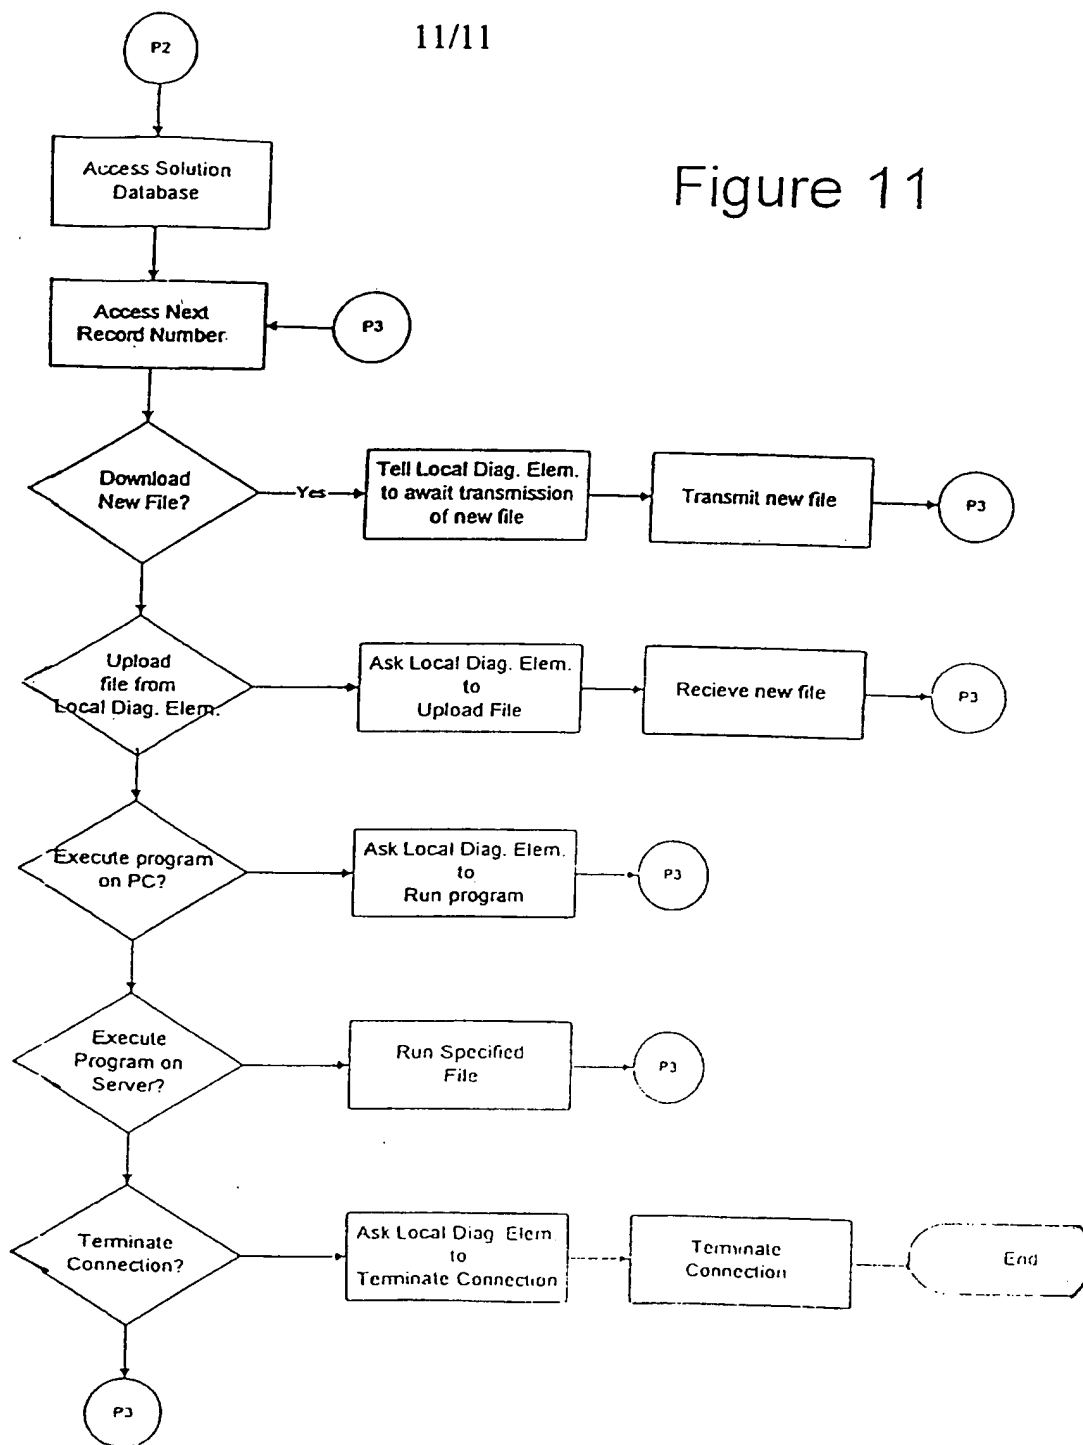 11/11
P2
Figure 11
Access Solution
Database
Access Next
Record Number
P3
Download
New File?
Yes
Tell Local Diag. Elem.
to await transmission
of new file
Transmit new file
P3
Upload
file from
Local Diag. Elem.
Ask Local Diag. Elem.
to
Upload File
Recieve new file
P3
Execute program
on PC?
Ask Local Diag. Elem.
to
Run program
P3
Execute
Program on
Server?
Run Specified
File
P3
Terminate
Connection?
Ask Local Diag Elem.
to
Terminate Connection
Terminate
Connection
End
P3